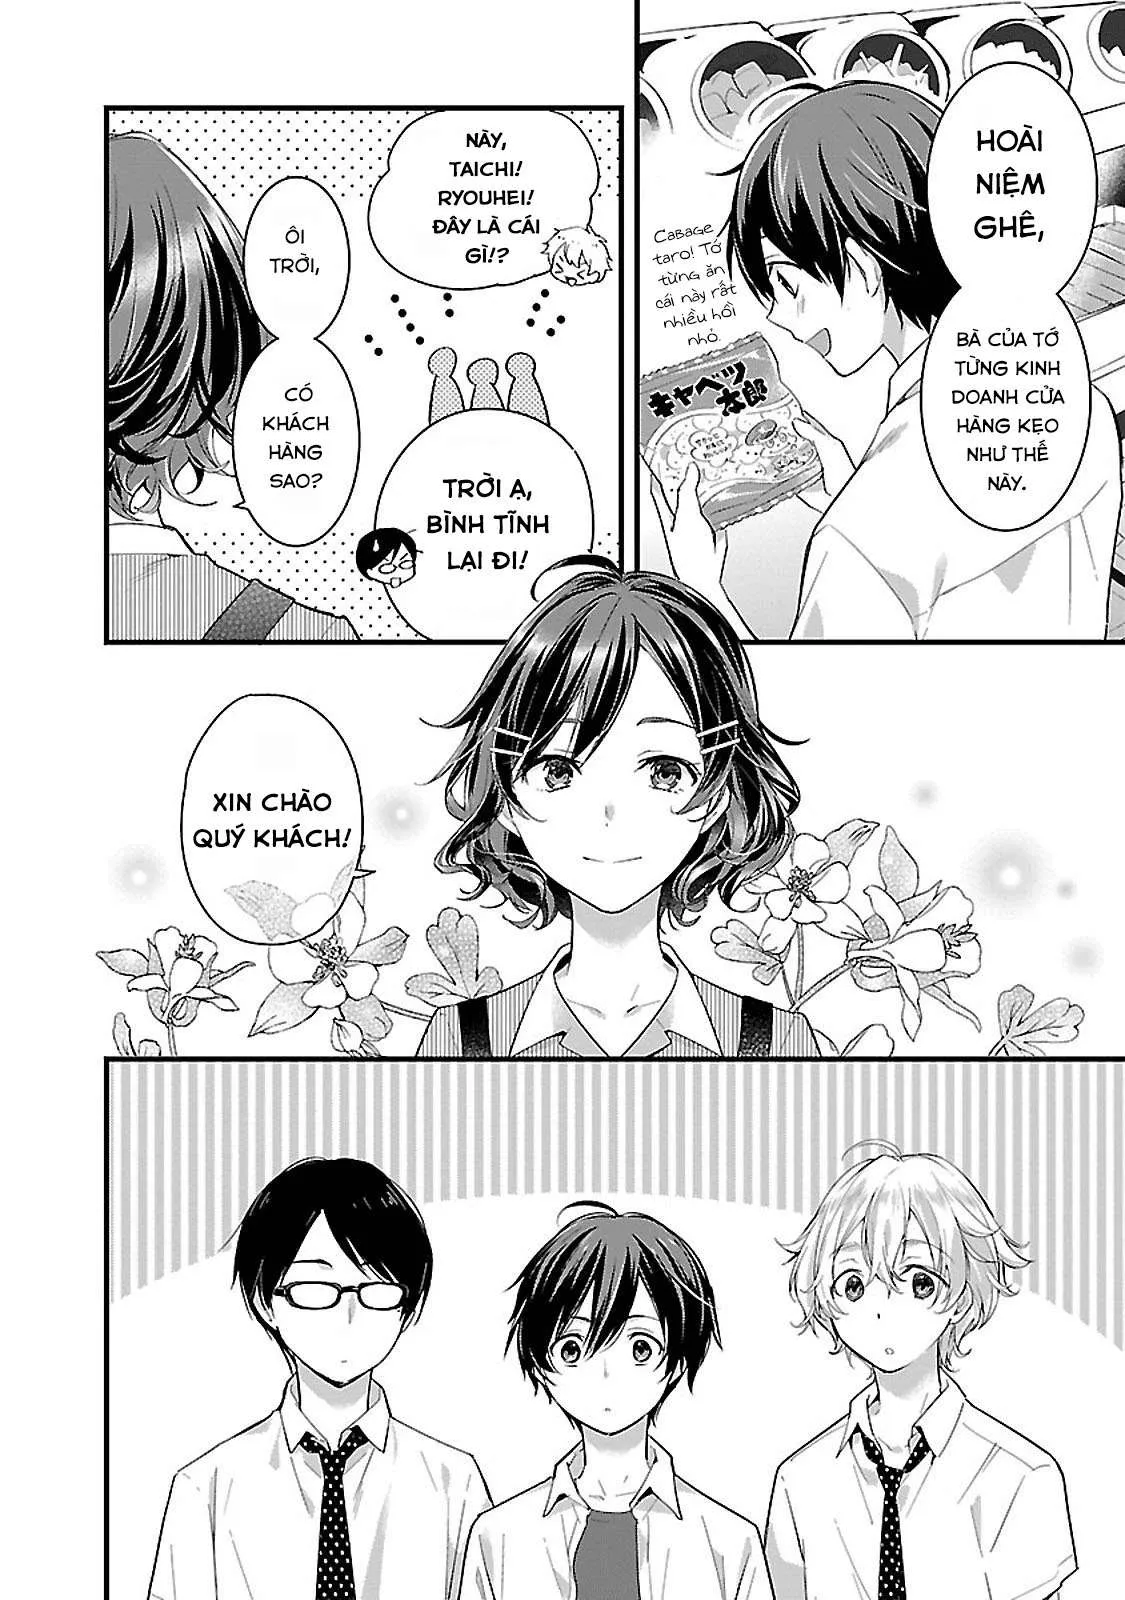 HOÀI
NIỆM
GHÊ,
BÀ CỦA TỚ
TỪNG KINH
DOANH CỬA
HÀNG KẸO
NHƯ THẾ
NÀY.
Cabage
taro! Tớ
từng ăn
cái này rất
nhiều hồi
nhỏ.
キャベツ
太郎
NÀY,
TAICHI!
RYOUHEI!
ĐÂY LÀ CÁI
GÌ!?
TRỜI Ạ,
BÌNH TĨNH
LẠI ĐI!
ÔI
TRỜI,
CÓ
KHÁCH
HÀNG
SAO?
XIN CHÀO
QUÝ KHÁCH!